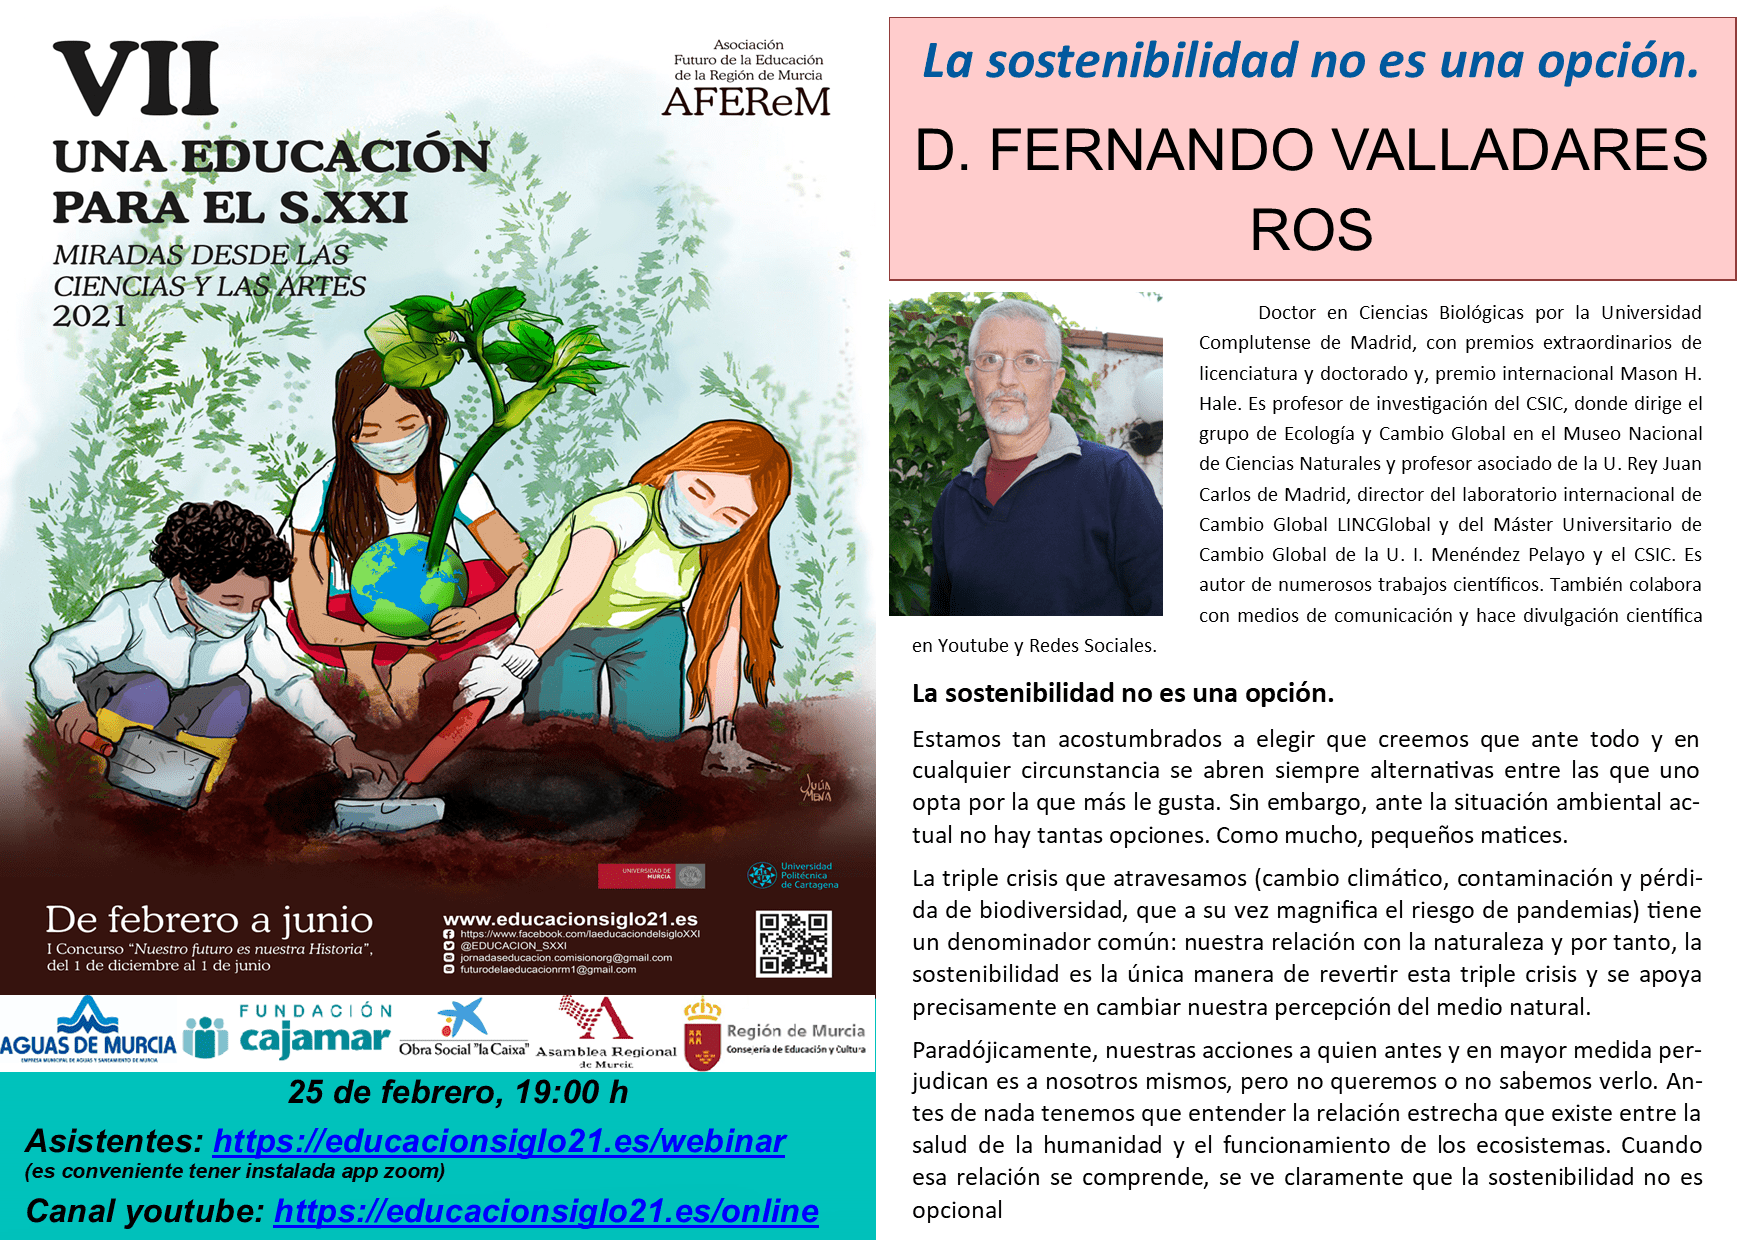 VII
UNA EDUCACIÓN
PARA EL S.XXI
MIRADAS DESDE LAS
CIENCIAS Y LAS ARTES
2021
Asociación
Futuro de la Educación
de la Región de Murcia
AFEReM
JULIA
MENA
UNIVERSIDAD DE
MURCIA
Universidad
Politécnica
de Cartagena
De febrero a junio
I Concurso “Nuestro futuro es nuestra Historia”,
del 1 de diciembre al 1 de junio
www.educacionsiglo21.es
https://www.facebook.com/laeducaciondelsigloXXI
@EDUCACION_SXXI
jornadaseducacion.comisionorg@gmail.com
futurodelaeducacionrm1@gmail.com
AGUAS DE MURCIA
EMPRESA MUNICIPAL DE AGUAS Y SANEAMIENTO DE MURCIA
FUNDACIÓN
cajamar
Obra Social "la Caixa"
Asamblea Regional
de Murcia
Región de Murcia
Consejería de Educación y Cultura
25 de febrero, 19:00 h
Asistentes: https://educacionsiglo21.es/webinar
(es conveniente tener instalada app zoom)
Canal youtube: https://educacionsiglo21.es/online
La sostenibilidad no es una opción.
D. FERNANDO VALLADARES
ROS
Doctor en Ciencias Biológicas por la Universidad
Complutense de Madrid, con premios extraordinarios de
licenciatura y doctorado y, premio internacional Mason H.
Hale. Es profesor de investigación del CSIC, donde dirige el
grupo de Ecología y Cambio Global en el Museo Nacional
de Ciencias Naturales y profesor asociado de la U. Rey Juan
Carlos de Madrid, director del laboratorio internacional de
Cambio Global LINCGlobal y del Máster Universitario de
Cambio Global de la U. I. Menéndez Pelayo y el CSIC. Es
autor de numerosos trabajos científicos. También colabora
con medios de comunicación y hace divulgación científica
en Youtube y Redes Sociales.
La sostenibilidad no es una opción.
Estamos tan acostumbrados a elegir que creemos que ante todo y en
cualquier circunstancia se abren siempre alternativas entre las que uno
opta por la que más le gusta. Sin embargo, ante la situación ambiental ac-
tual no hay tantas opciones. Como mucho, pequeños matices.
La triple crisis que atravesamos (cambio climático, contaminación y pérdi-
da de biodiversidad, que a su vez magnifica el riesgo de pandemias) tiene
un denominador común: nuestra relación con la naturaleza y por tanto, la
sostenibilidad es la única manera de revertir esta triple crisis y se apoya
precisamente en cambiar nuestra percepción del medio natural.
Paradójicamente, nuestras acciones a quien antes y en mayor medida per-
judican es a nosotros mismos, pero no queremos o no sabemos verlo. An-
tes de nada tenemos que entender la relación estrecha que existe entre la
salud de la humanidad y el funcionamiento de los ecosistemas. Cuando
esa relación se comprende, se ve claramente que la sostenibilidad no es
opcional